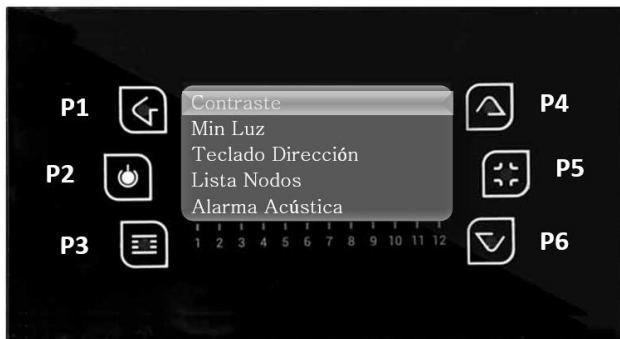 P1
P2
P3
Contraste
Min Luz
Teclado Dirección
Lista Nodos
Alarma Acústica
1 2 3 4 5 6 7 8 9 10 11 12
P4
P5
P6